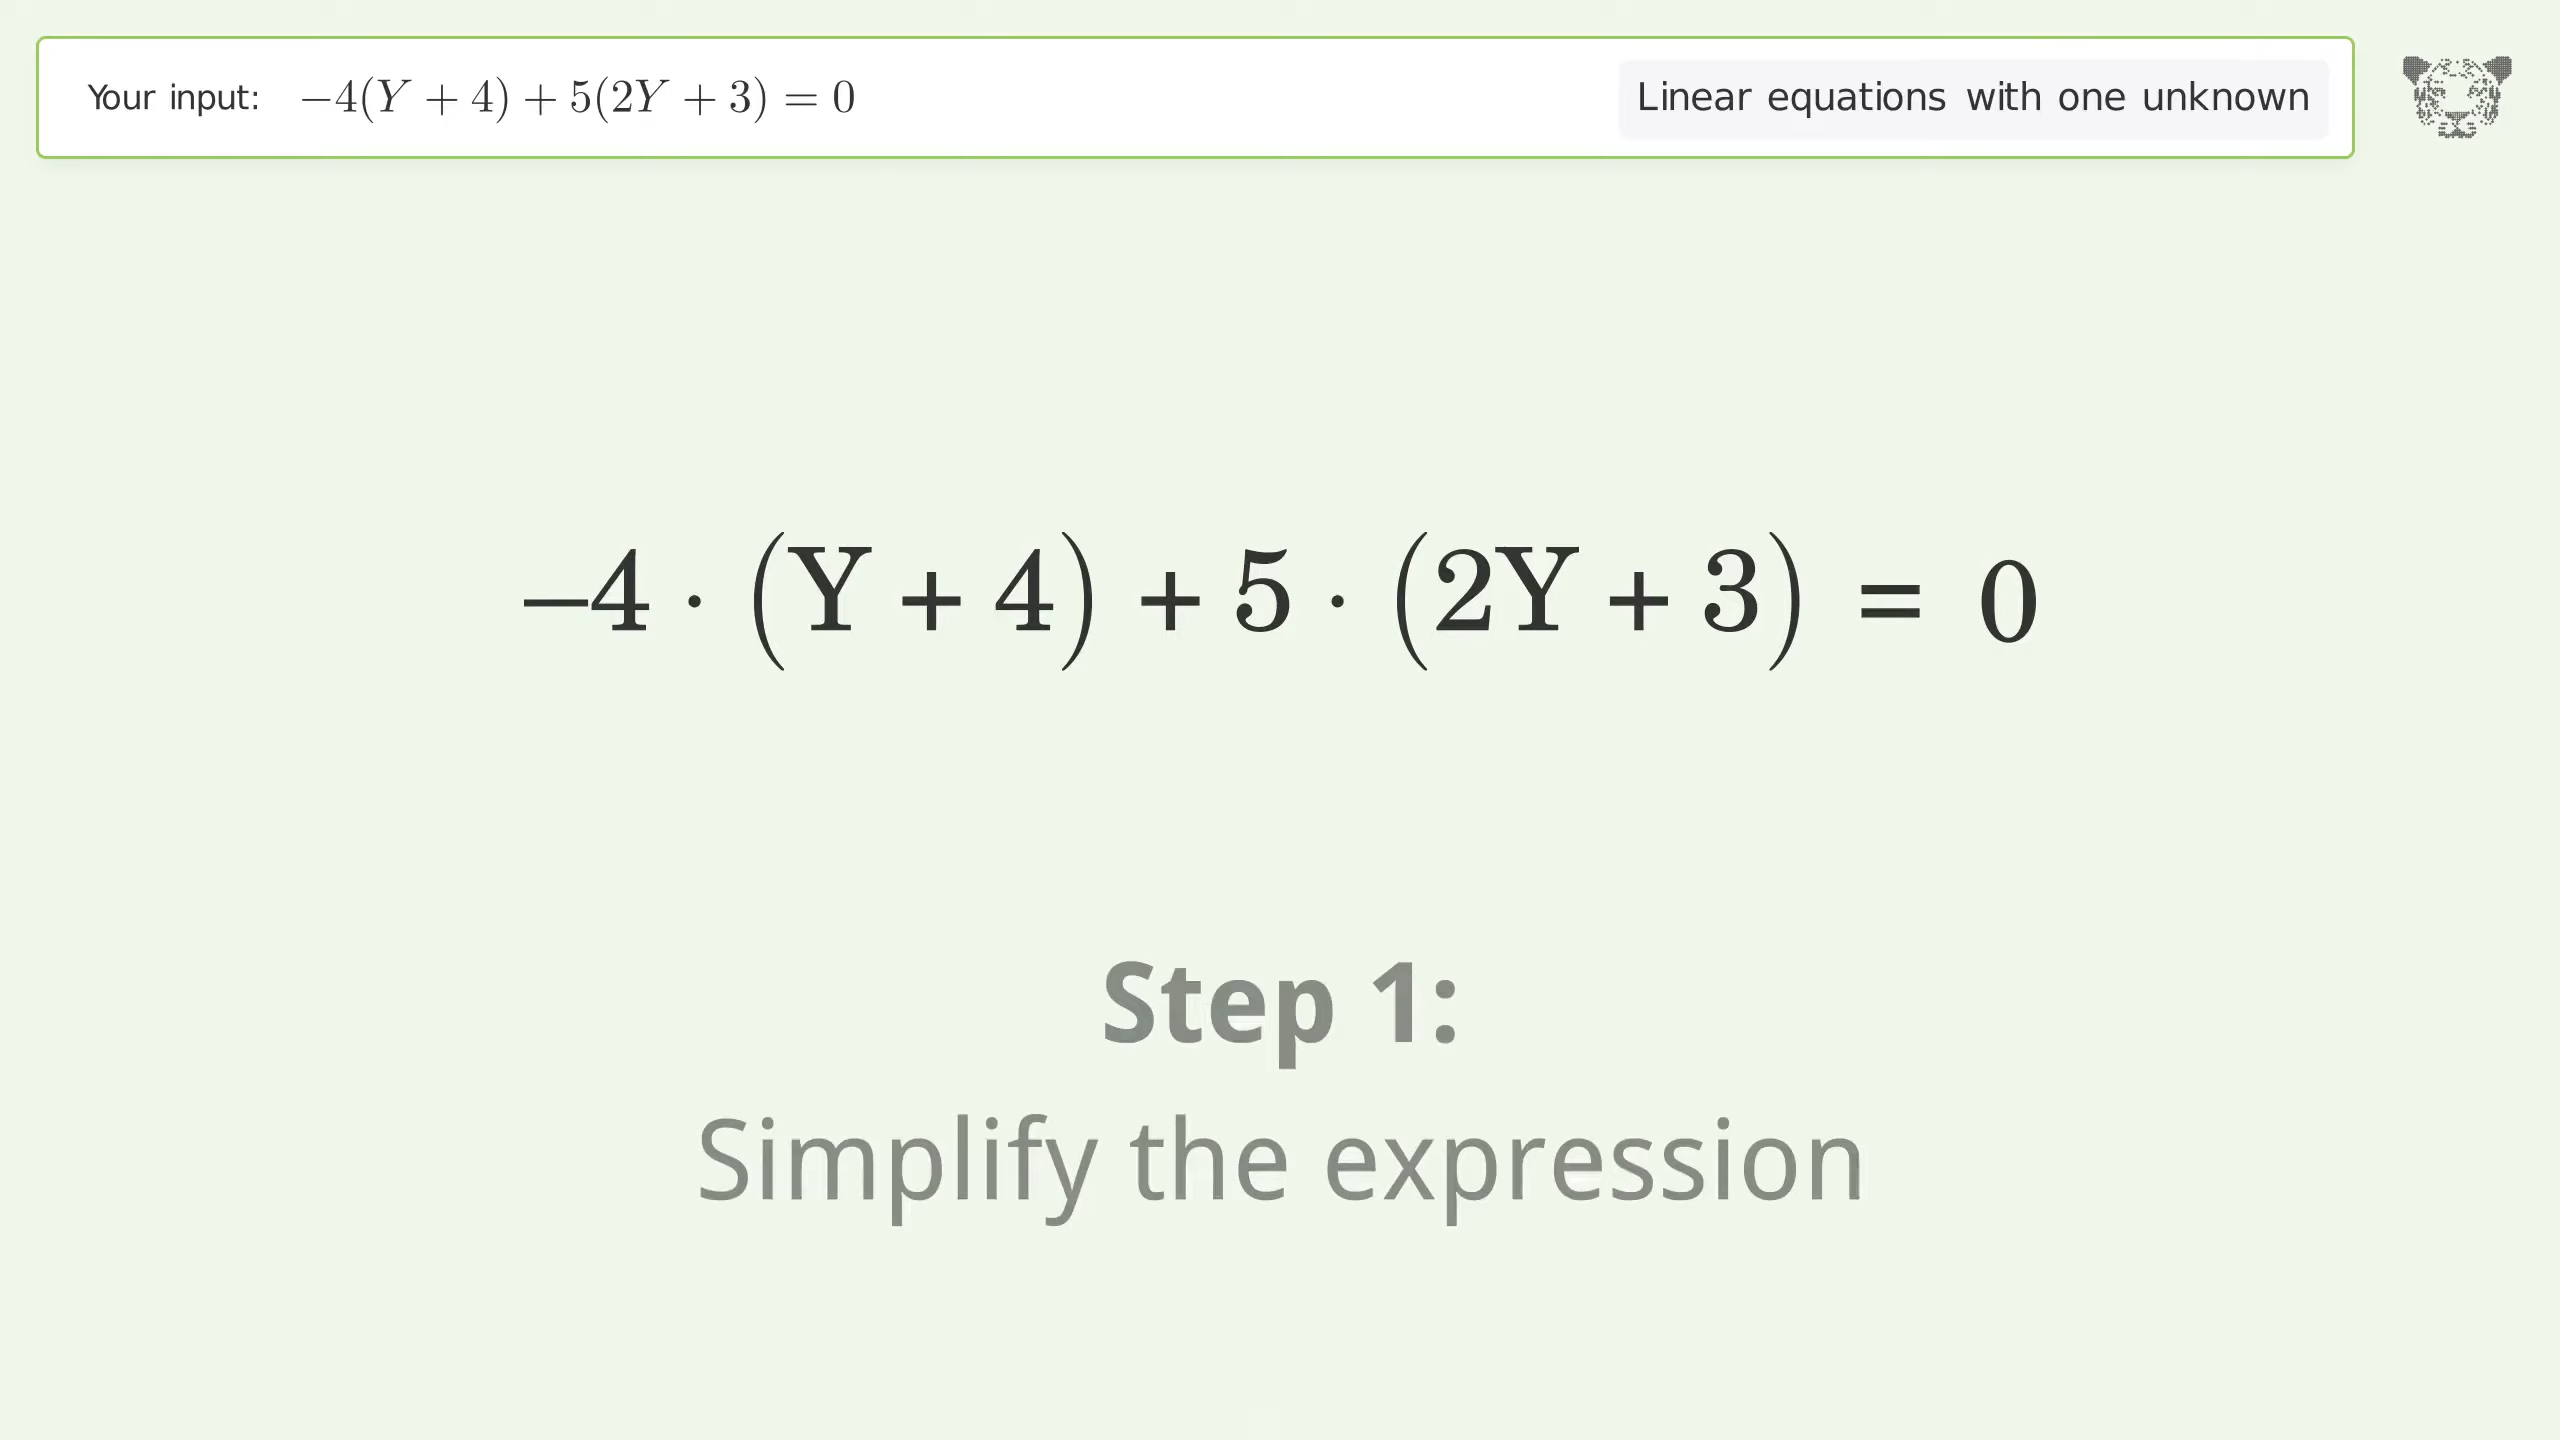 Your input: −4(Y + 4) + 5(2Y + 3) = 0
Linear equations with one unknown
−4 · (Y + 4) + 5 · (2Y + 3) = 0
Step 1:
Simplify the expression